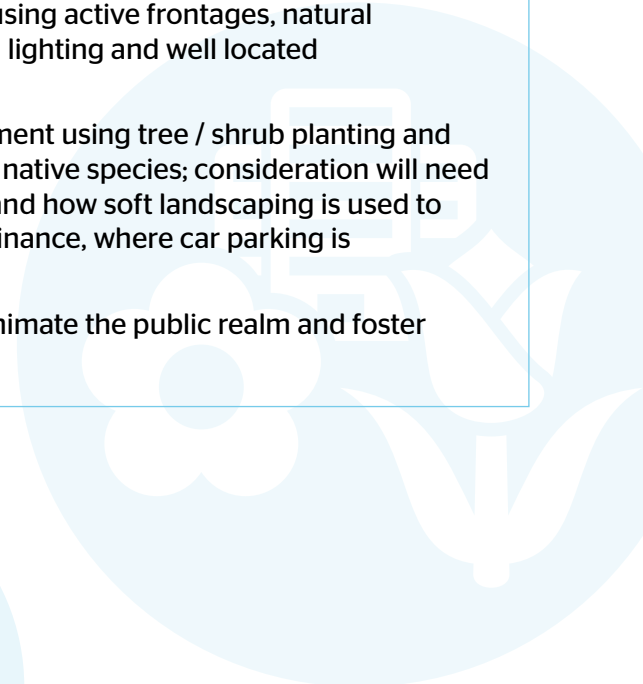 using active frontages, natural
lighting and well located
ment using tree / shrub planting and
native species; consideration will need
and how soft landscaping is used to
inance, where car parking is
nimate the public realm and foster